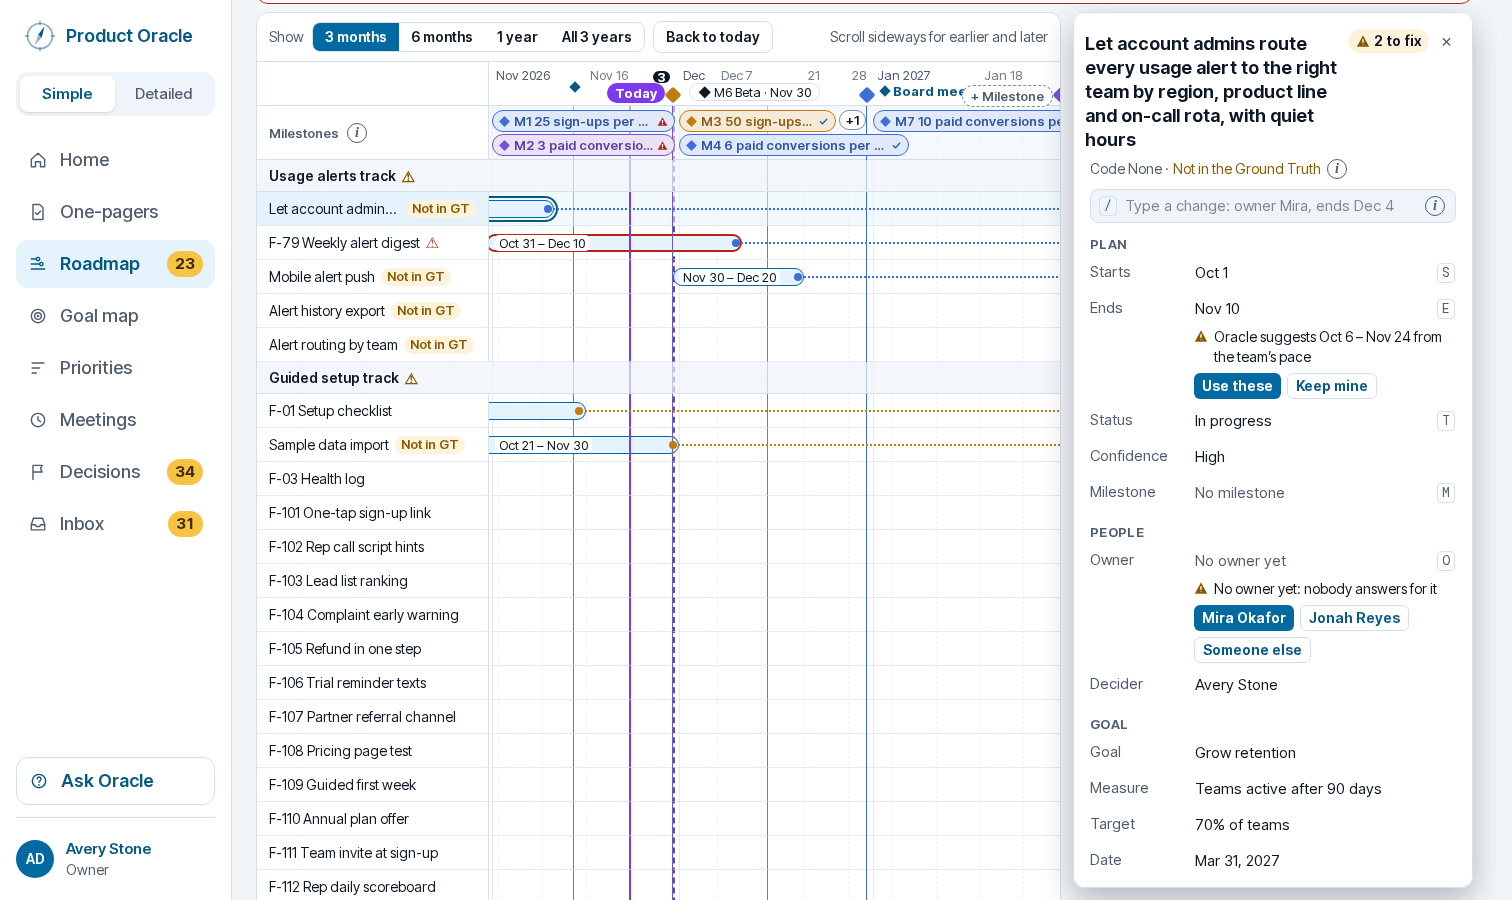 Product Oracle
Simple
Detailed
Home
One-pagers
Roadmap
23
Goal map
Priorities
Meetings
Decisions
34
Inbox
31
Ask Oracle
AD
Avery Stone
Owner
Show
3 months
6 months
1 year
All 3 years
Back to today
Scroll sideways for earlier and later
Nov 2026
Nov 16
3
Dec
Dec 7
21
28
Jan 2027
Jan 18
Today
M6 Beta · Nov 30
Board mee
+ Milestone
Milestones
i
M1 25 sign-ups per ...
M3 50 sign-ups...
+1
M7 10 paid conversions pe
M2 3 paid conversio...
M4 6 paid conversions per ...
Usage alerts track
Let account admin...
Not in GT
F-79 Weekly alert digest
Oct 31 – Dec 10
Mobile alert push
Not in GT
Nov 30 – Dec 20
Alert history export
Not in GT
Alert routing by team
Not in GT
Guided setup track
F-01 Setup checklist
Sample data import
Not in GT
Oct 21 – Nov 30
F-03 Health log
F-101 One-tap sign-up link
F-102 Rep call script hints
F-103 Lead list ranking
F-104 Complaint early warning
F-105 Refund in one step
F-106 Trial reminder texts
F-107 Partner referral channel
F-108 Pricing page test
F-109 Guided first week
F-110 Annual plan offer
F-111 Team invite at sign-up
F-112 Rep daily scoreboard
Let account admins route
every usage alert to the right
team by region, product line
and on-call rota, with quiet
hours
2 to fix
×
Code None · Not in the Ground Truth
i
/
Type a change: owner Mira, ends Dec 4
i
PLAN
Starts
Oct 1
S
Ends
Nov 10
E
Oracle suggests Oct 6 – Nov 24 from
the team's pace
Use these
Keep mine
Status
In progress
T
Confidence
High
Milestone
No milestone
M
PEOPLE
Owner
No owner yet
O
No owner yet: nobody answers for it
Mira Okafor
Jonah Reyes
Someone else
Decider
Avery Stone
GOAL
Goal
Grow retention
Measure
Teams active after 90 days
Target
70% of teams
Date
Mar 31, 2027